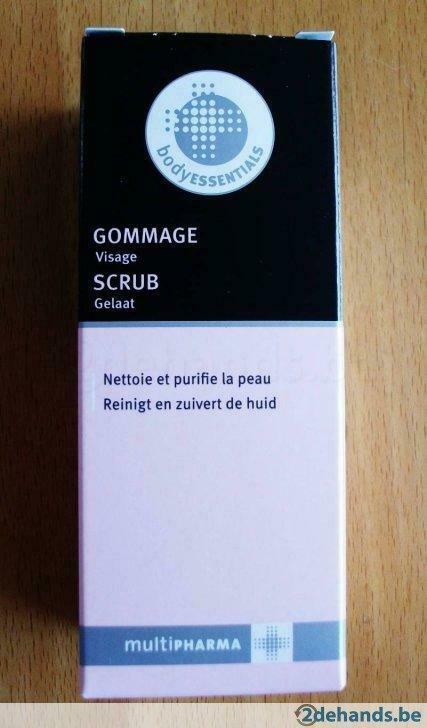 bodyESSENTIALS
GOMMAGE
Visage
SCRUB
Gelaat
Nettoie et purifie la peau
Reinigt en zuivert de huid
multiPHARMA
2dehands.be